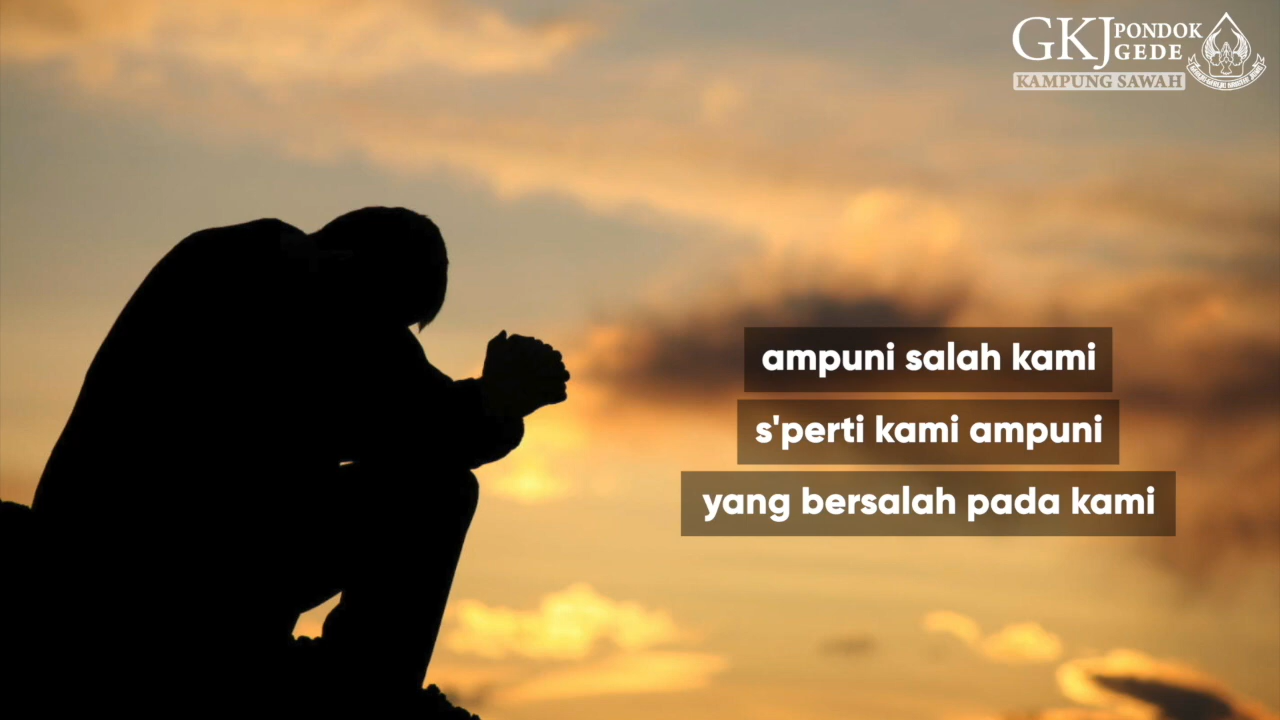 GKJ PONDOK GEDE
KAMPUNG SAWAH
ampuni salah kami
s'perti kami ampuni
yang bersalah pada kami